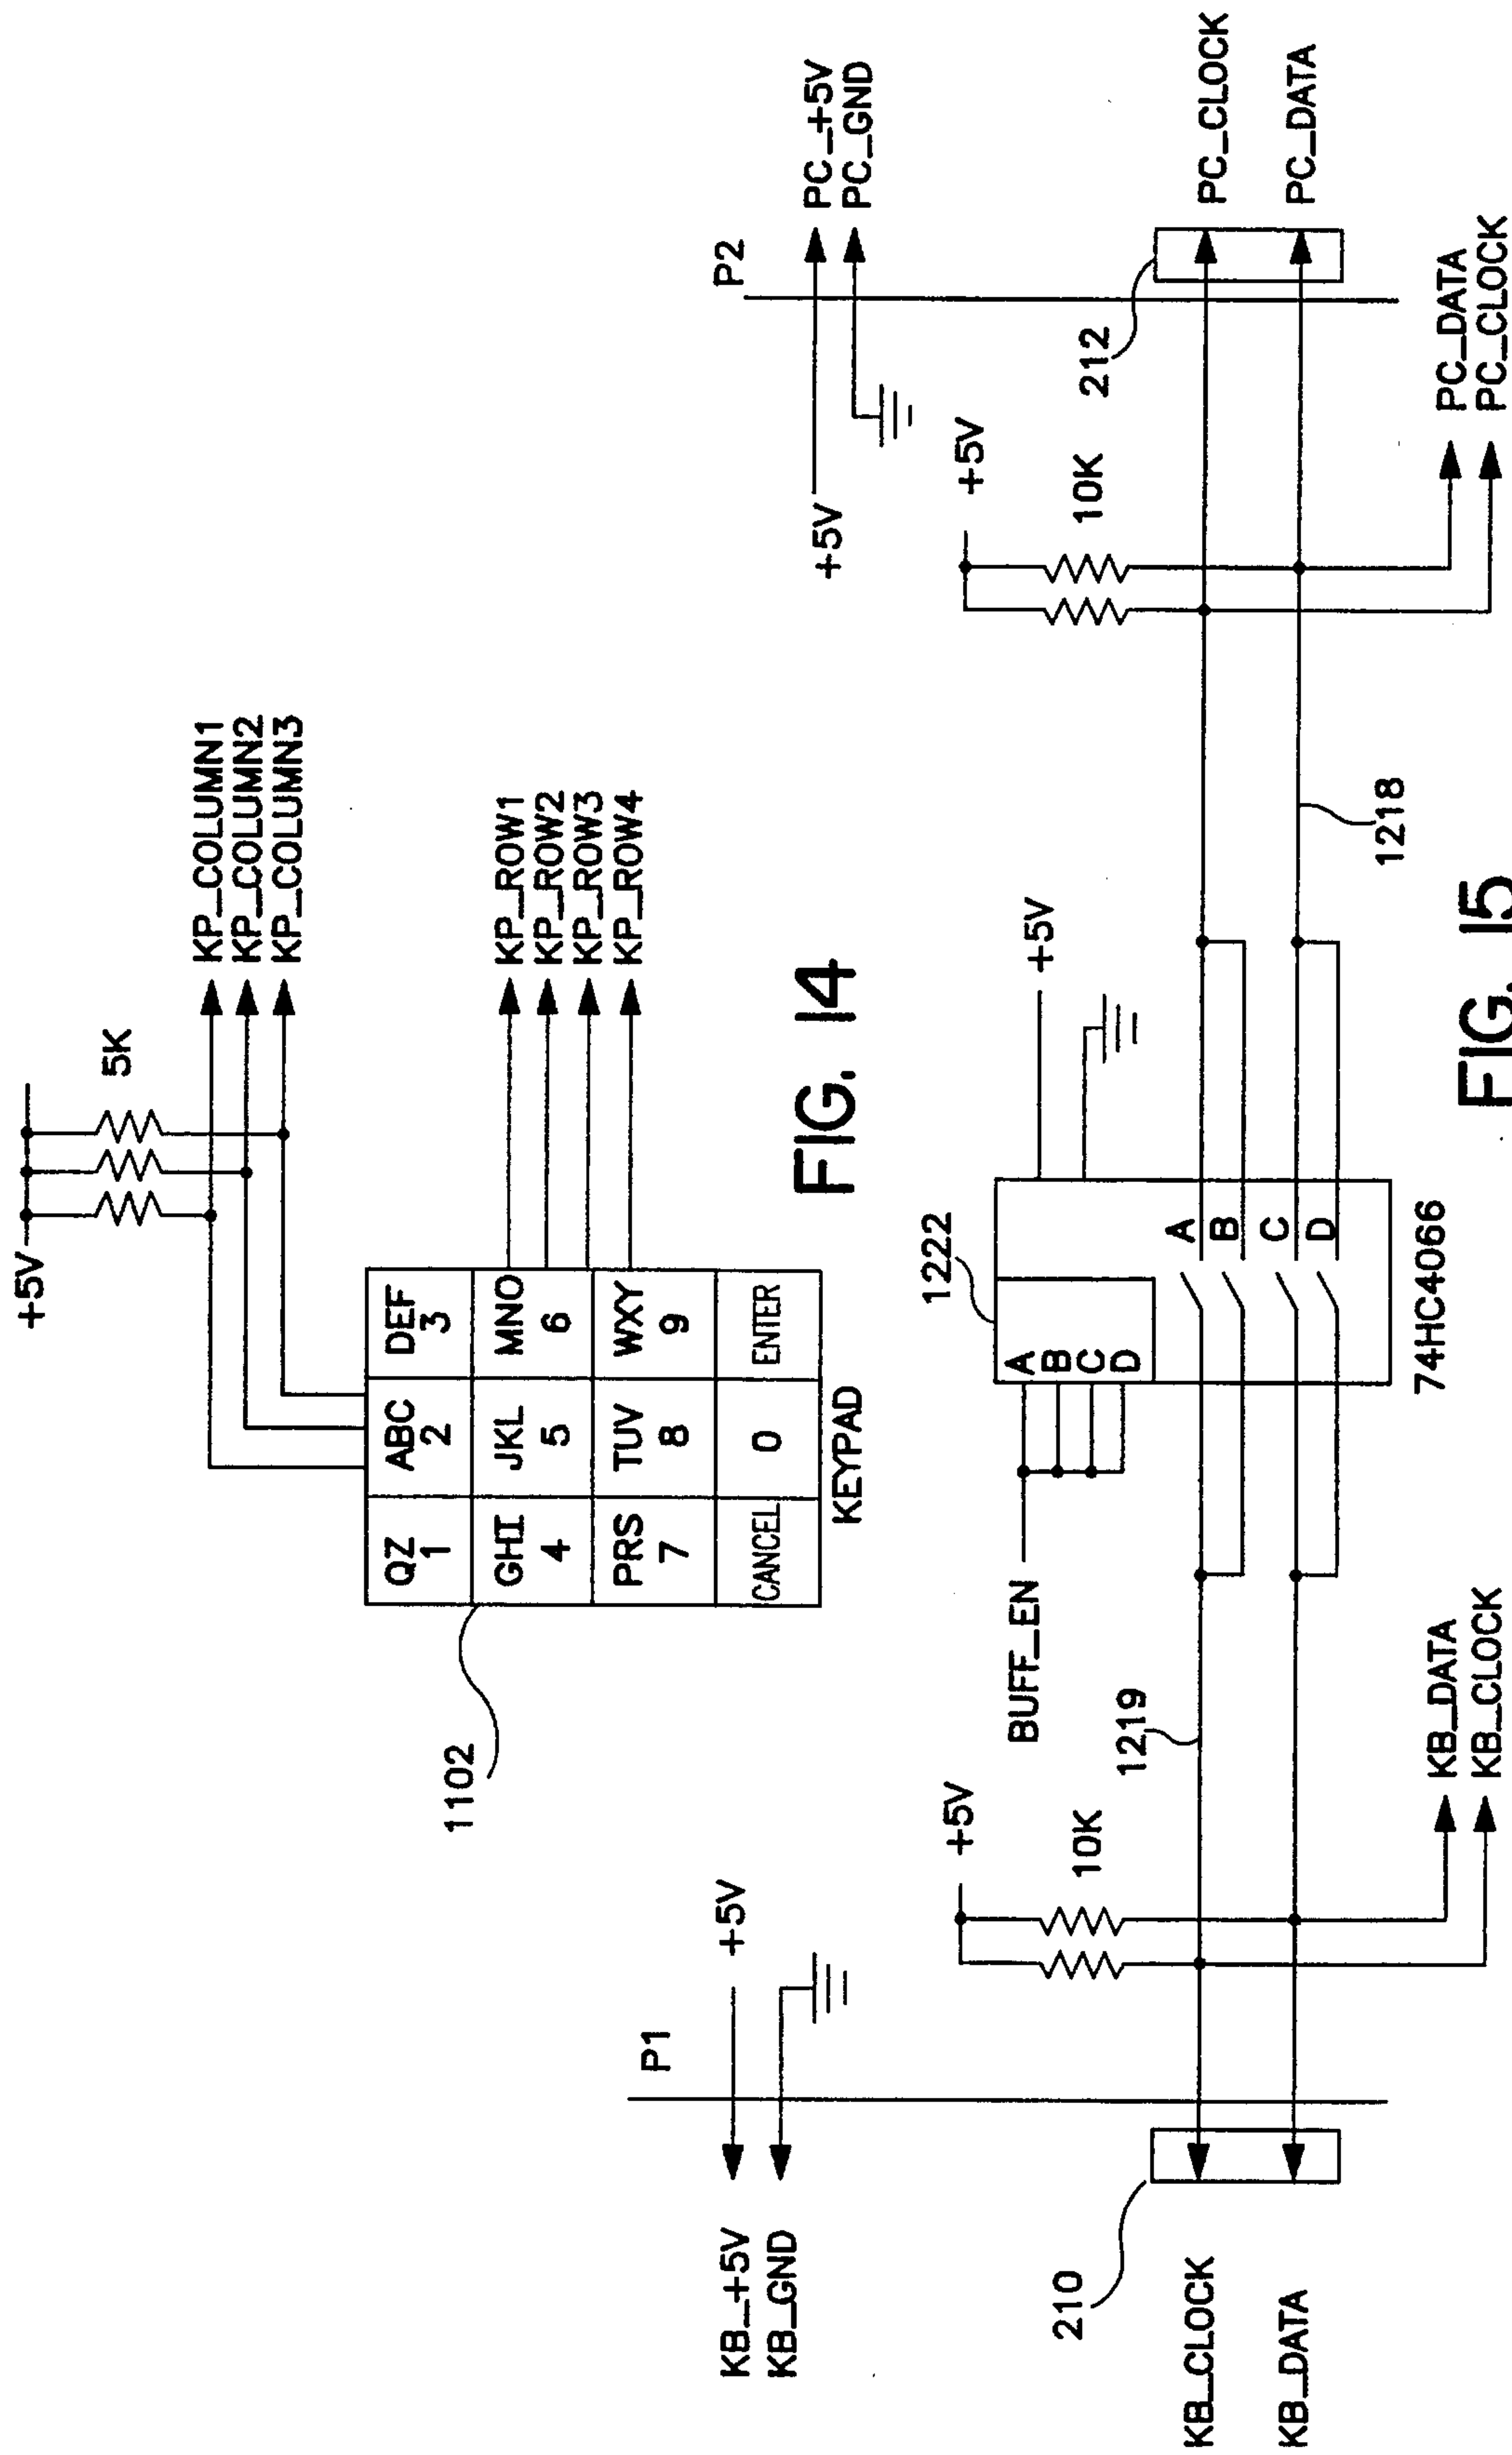 +5V
5K
KP_COLUMN1
KP_COLUMN2
KP_COLUMN3
1102
QZ
1
ABC
2
DEF
3
GHI
4
JKL
5
MNO
6
PRS
7
TUV
8
WXY
9
CANCEL
0
ENTER
KEYPAD
KP_ROW1
KP_ROW2
KP_ROW3
KP_ROW4
FIG. 14
P1
KB_+5V
+5V
KB_GND
P2
+5V
PC_+5V
PC_GND
210
KB_CLOCK
KB_DATA
+5V
10K
1219
KB_DATA
KB_CLOCK
BUFF_EN
1222
A
B
C
D
+5V
A
B
C
D
74HC4066
+5V
10K
212
PC_CLOCK
PC_DATA
1218
PC_DATA
PC_CLOCK
FIG. 15